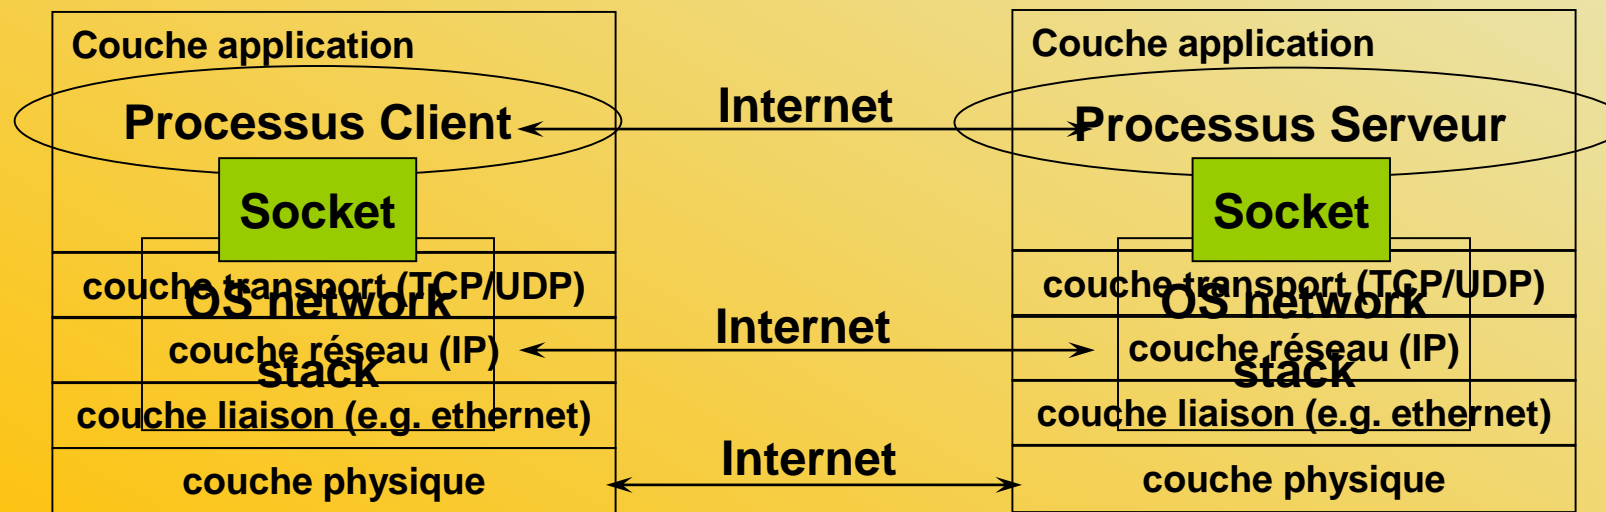 Couche application
Processus Client
Socket
couche transport (TCP/UDP)
OS network
couche réseau (IP)
stack
couche liaison (e.g. ethernet)
couche physique
Internet
Internet
Internet
Couche application
Processus Serveur
Socket
couche transport (TCP/UDP)
OS network
couche réseau (IP)
stack
couche liaison (e.g. ethernet)
couche physique